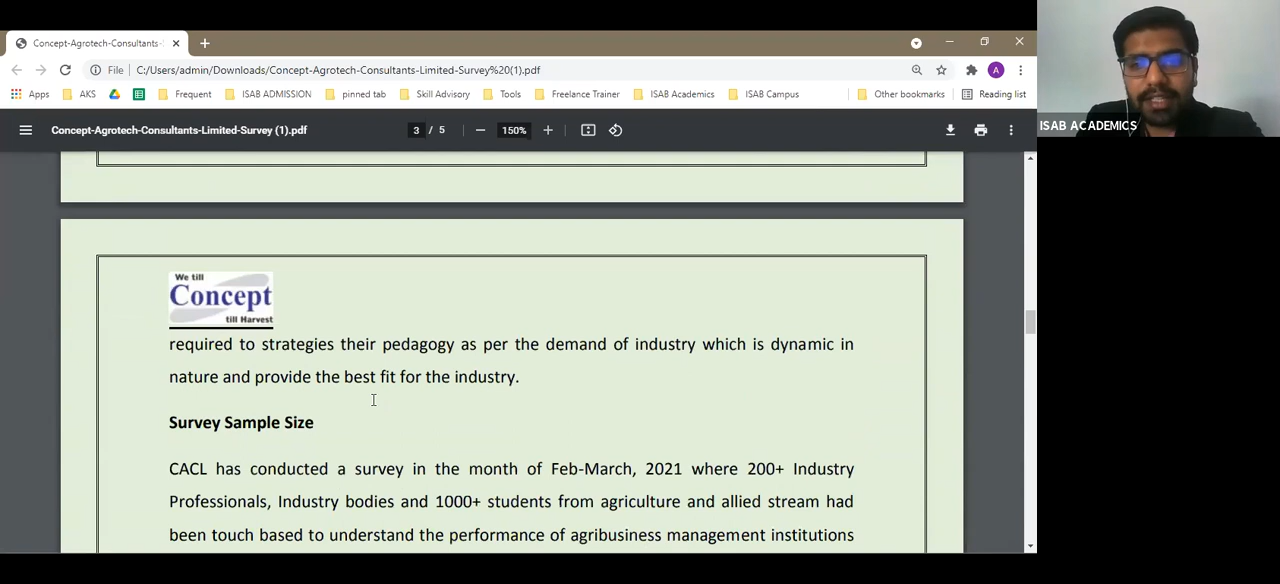 Concept-Agrotech-Consultants-
File
C:/Users/admin/Downloads/Concept-Agrotech-Consultants-Limited-Survey%20(1).pdf
A
Apps
AKS
Frequent
ISAB ADMISSION
pinned tab
Skill Advisory
Tools
Freelance Trainer
ISAB Academics
ISAB Campus
Other bookmarks
Reading list
ISAB ACADEMICS
Concept-Agrotech-Consultants-Limited-Survey (1).pdf
3 / 5
150%
We till
Concept
till Harvest
required to strategies their pedagogy as per the demand of industry which is dynamic in
nature and provide the best fit for the industry.
Survey Sample Size
CACL has conducted a survey in the month of Feb-March, 2021 where 200+ Industry
Professionals, Industry bodies and 1000+ students from agriculture and allied stream had
been touch based to understand the performance of agribusiness management institutions